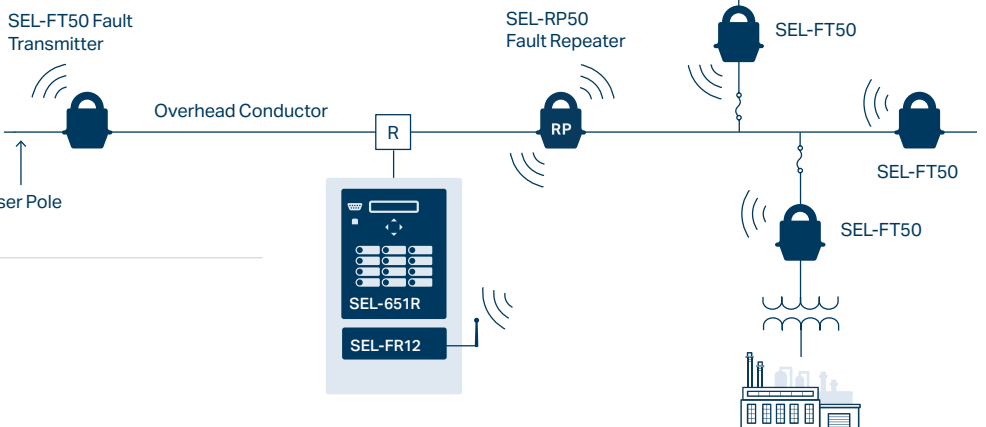 SEL-FT50 Fault
Transmitter
SEL-RP50
Fault Repeater
SEL-FT50
Overhead Conductor
R
RP
SEL-FT50
Pole
SEL-FT50
SEL-651R
SEL-FR12